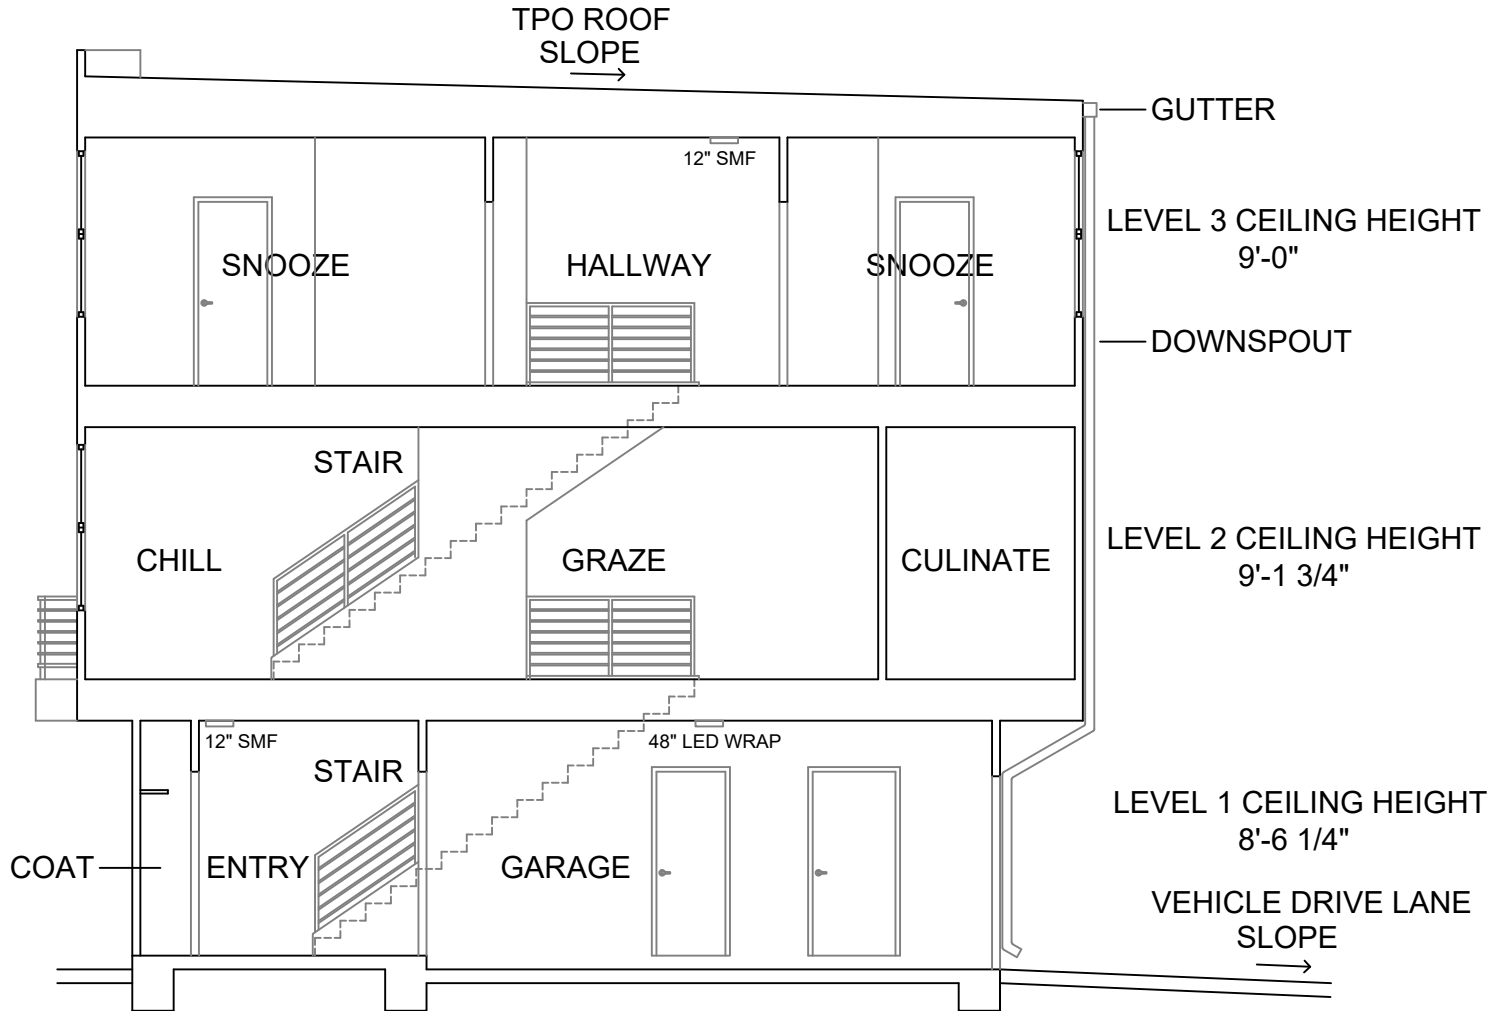 TPO ROOF
SLOPE
GUTTER
12" SMF
LEVEL 3 CEILING HEIGHT
9'-0"
SNOOZE
HALLWAY
SNOOZE
DOWNSPOUT
STAIR
LEVEL 2 CEILING HEIGHT
9'-1 3/4"
CHILL
GRAZE
CULINATE
12" SMF
48" LED WRAP
STAIR
LEVEL 1 CEILING HEIGHT
8'-6 1/4"
COAT
ENTRY
GARAGE
VEHICLE DRIVE LANE
SLOPE